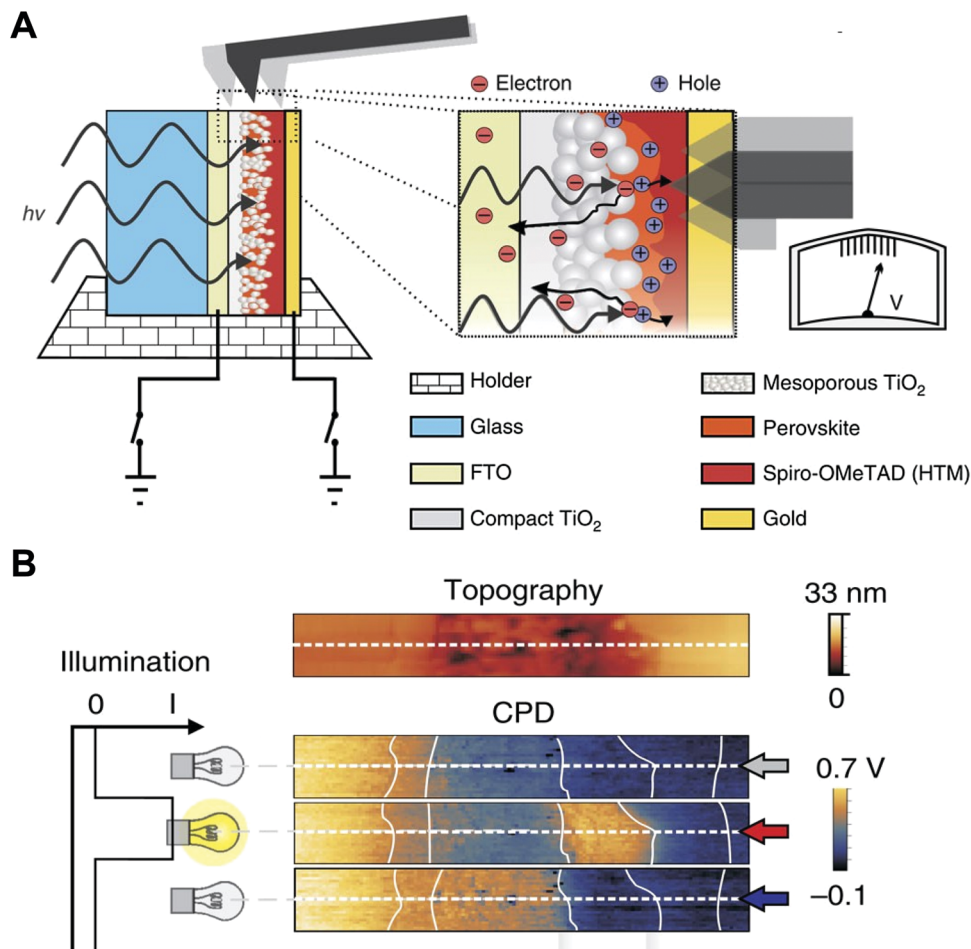 A
Electron
Hole
hv
V
Holder
Mesoporous TiO₂
Glass
Perovskite
FTO
Spiro-OMeTAD (HTM)
Compact TiO₂
Gold
B
Topography
33 nm
0
Illumination
0 I
CPD
0.7 V
−0.1